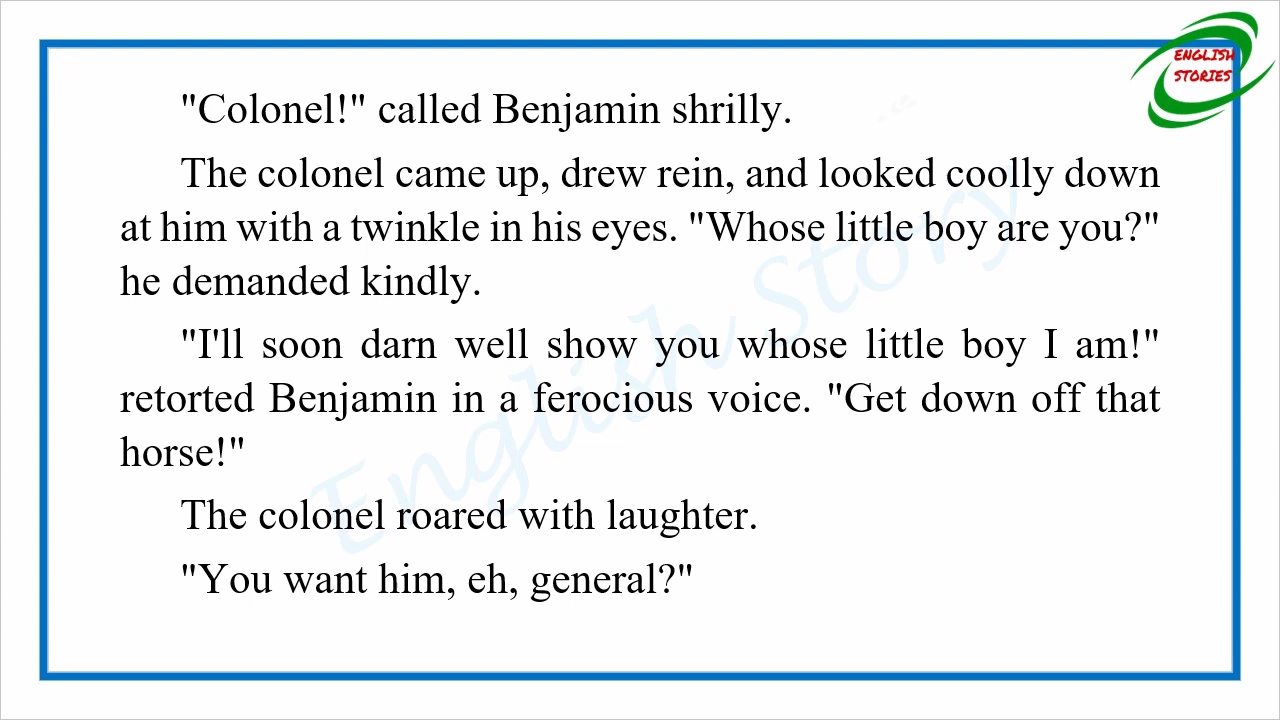 ENGLISH
STORIES
"Colonel!" called Benjamin shrilly.
The colonel came up, drew rein, and looked coolly down
at him with a twinkle in his eyes. "Whose little boy are you?"
he demanded kindly.
"I'll soon darn well show you whose little boy I am!"
retorted Benjamin in a ferocious voice. "Get down off that
horse!"
The colonel roared with laughter.
"You want him, eh, general?"
English Story